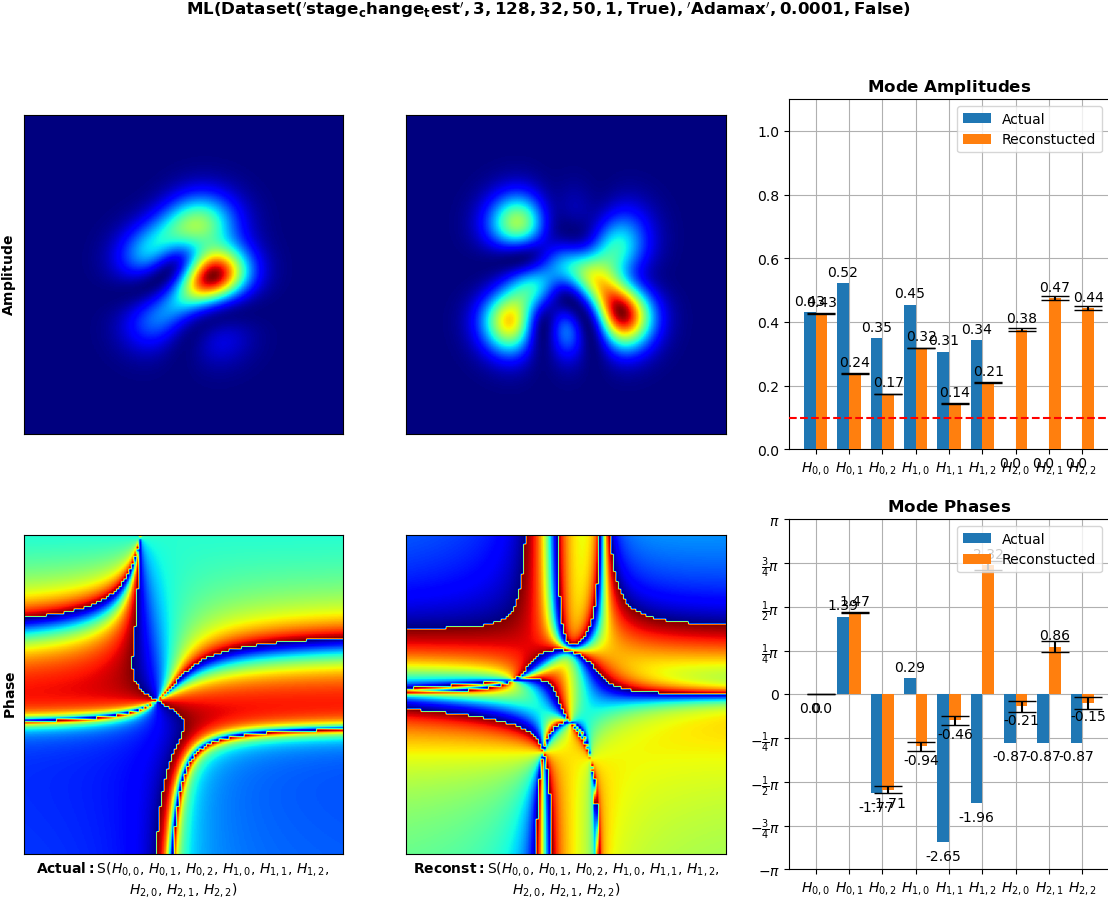 ML(Dataset('stage_change_test', 3, 128, 32, 50, 1, True), 'Adamax', 0.0001, False)
Amplitude
Mode Amplitudes
Actual
Reconstucted
1.0
0.8
0.6
0.4
0.2
0.0
0.43 0.43 0.52 0.24 0.35 0.17 0.45 0.32 0.31 0.14 0.34 0.21 0.0 0.38 0.0 0.47 0.0 0.44
H0,0 H0,1 H0,2 H1,0 H1,1 H1,2 H2,0 H2,1 H2,2
Phase
Actual: S(H0,0, H0,1, H0,2, H1,0, H1,1, H1,2,
H2,0, H2,1, H2,2)
Reconst: S(H0,0, H0,1, H0,2, H1,0, H1,1, H1,2,
H2,0, H2,1, H2,2)
Mode Phases
Actual
Reconstucted
π
3/4π
1/2π
1/4π
0
−1/4π
−1/2π
−3/4π
−π
0.0 0.0 1.39 1.47 -1.77 -1.71 0.29 -0.94 -2.65 -0.46 -1.96 2.32 -0.87 -0.21 -0.87 0.86 -0.87 -0.15
H0,0 H0,1 H0,2 H1,0 H1,1 H1,2 H2,0 H2,1 H2,2